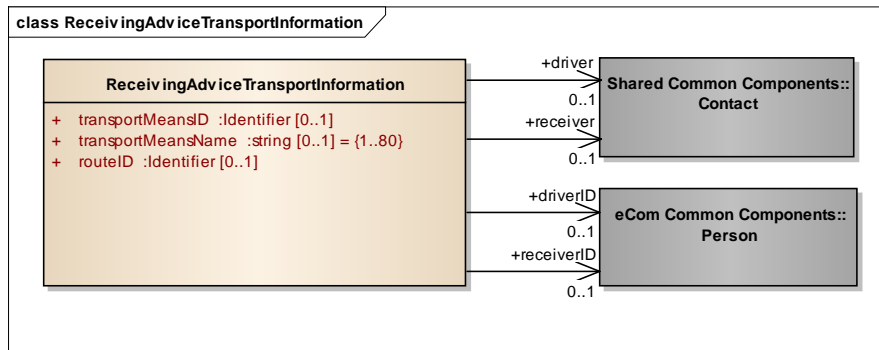 class ReceivingAdviceTransportInformation
ReceivingAdviceTransportInformation
+ transportMeansID :Identifier [0..1]
+ transportMeansName :string [0..1] = {1..80}
+ routeID :Identifier [0..1]
+driver
0..1
+receiver
0..1
Shared Common Components::
Contact
+driverID
0..1
+receiverID
0..1
eCom Common Components::
Person